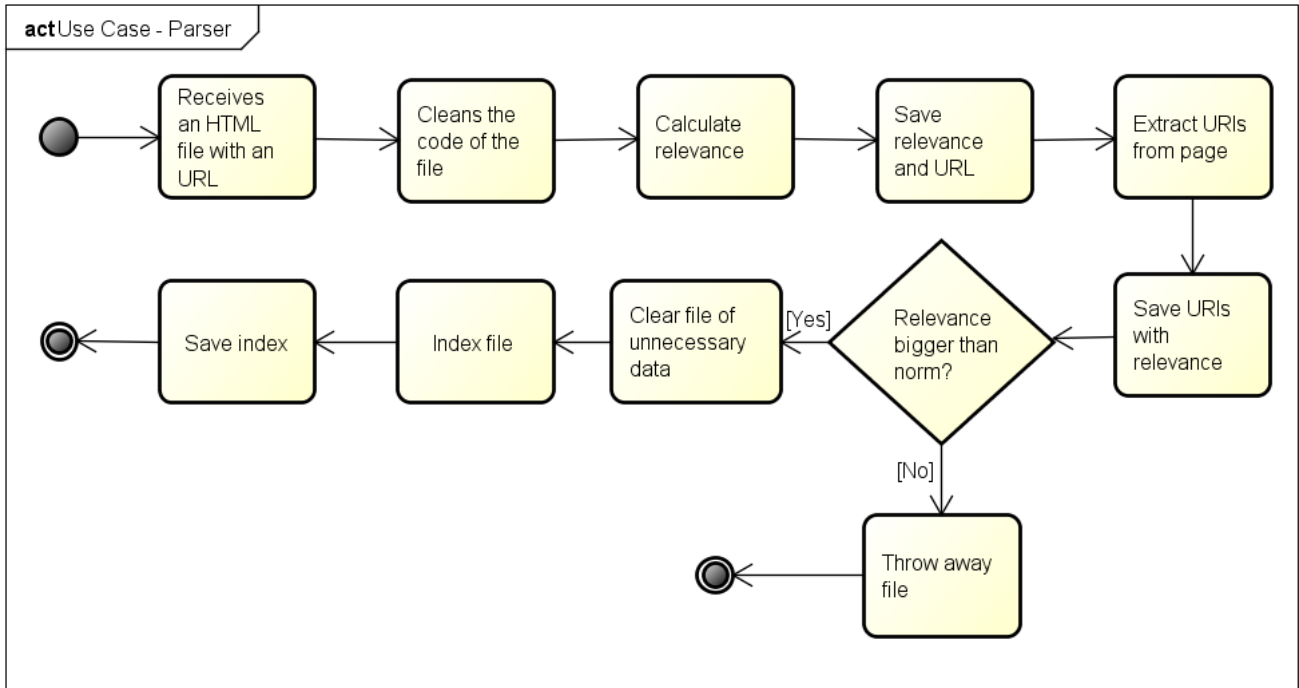 act Use Case - Parser
Receives
an HTML
file with an
URL
Cleans the
code of the
file
Calculate
relevance
Save
relevance
and URL
Extract URIs
from page
Save URIs
with
relevance
Relevance
bigger than
norm?
[Yes]
Clear file of
unnecessary
data
Index file
Save index
[No]
Throw away
file